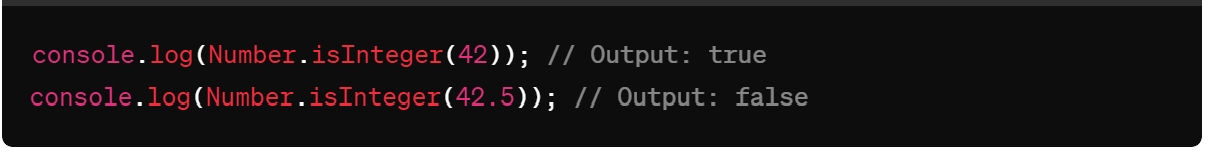 console.log(Number.isInteger(42)); // Output: true
console.log(Number.isInteger(42.5)); // Output: false